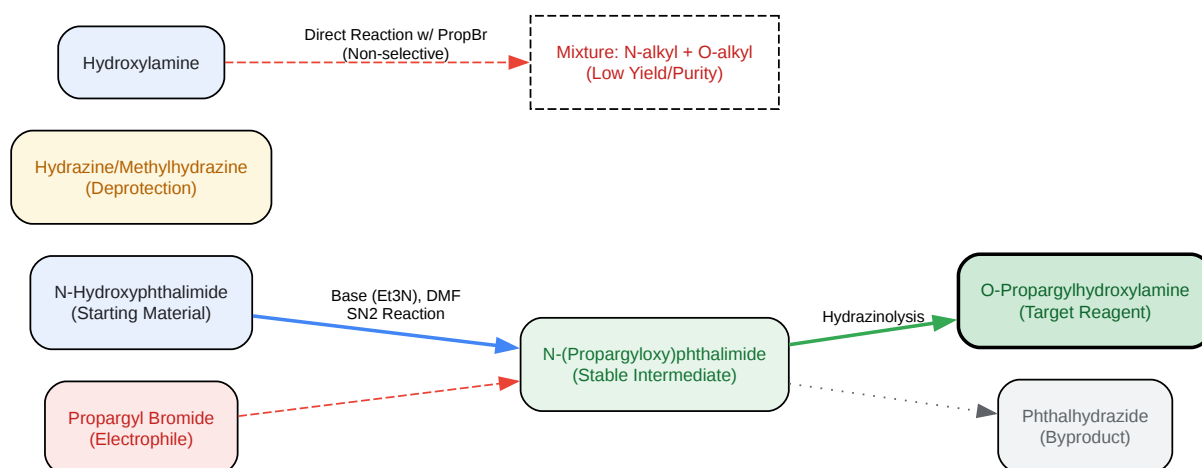 Hydroxylamine
Direct Reaction w/ PropBr
(Non-selective)
Mixture: N-alkyl + O-alkyl
(Low Yield/Purity)
Hydrazine/Methylhydrazine
(Deprotection)
N-Hydroxyphthalimide
(Starting Material)
Base (Et3N), DMF
SN2 Reaction
Propargyl Bromide
(Electrophile)
N-(Propargyloxy)phthalimide
(Stable Intermediate)
Hydrazinolysis
O-Propargylhydroxylamine
(Target Reagent)
Phthalhydrazide
(Byproduct)